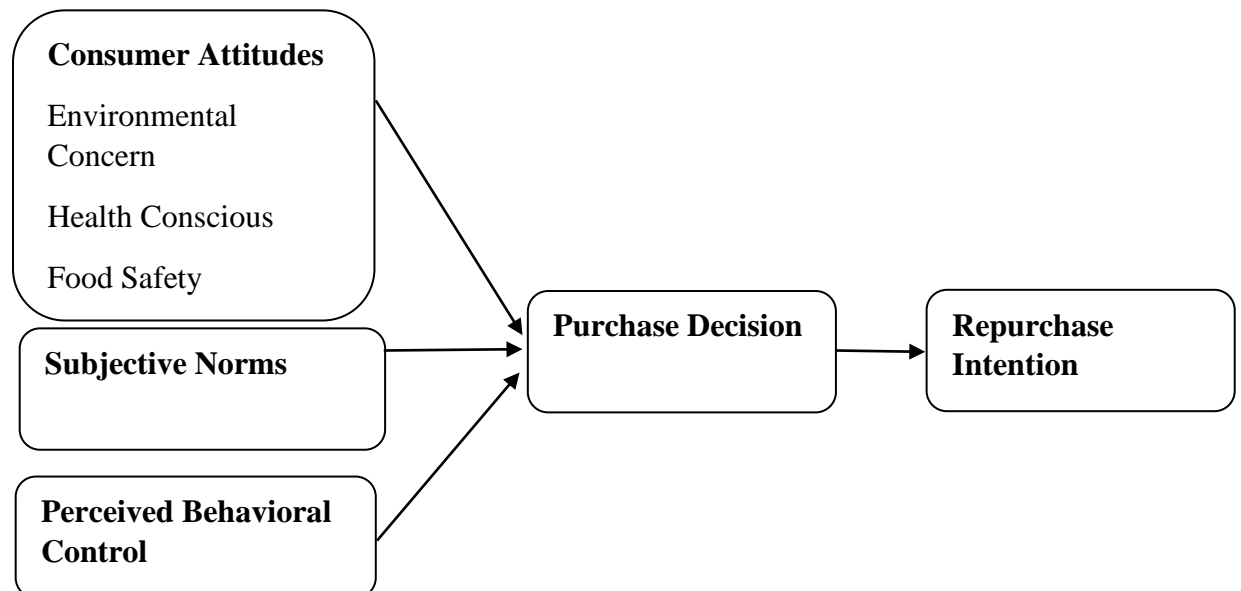 Consumer Attitudes
Environmental
Concern
Health Conscious
Food Safety
Subjective Norms
Perceived Behavioral
Control
Purchase Decision
Repurchase
Intention